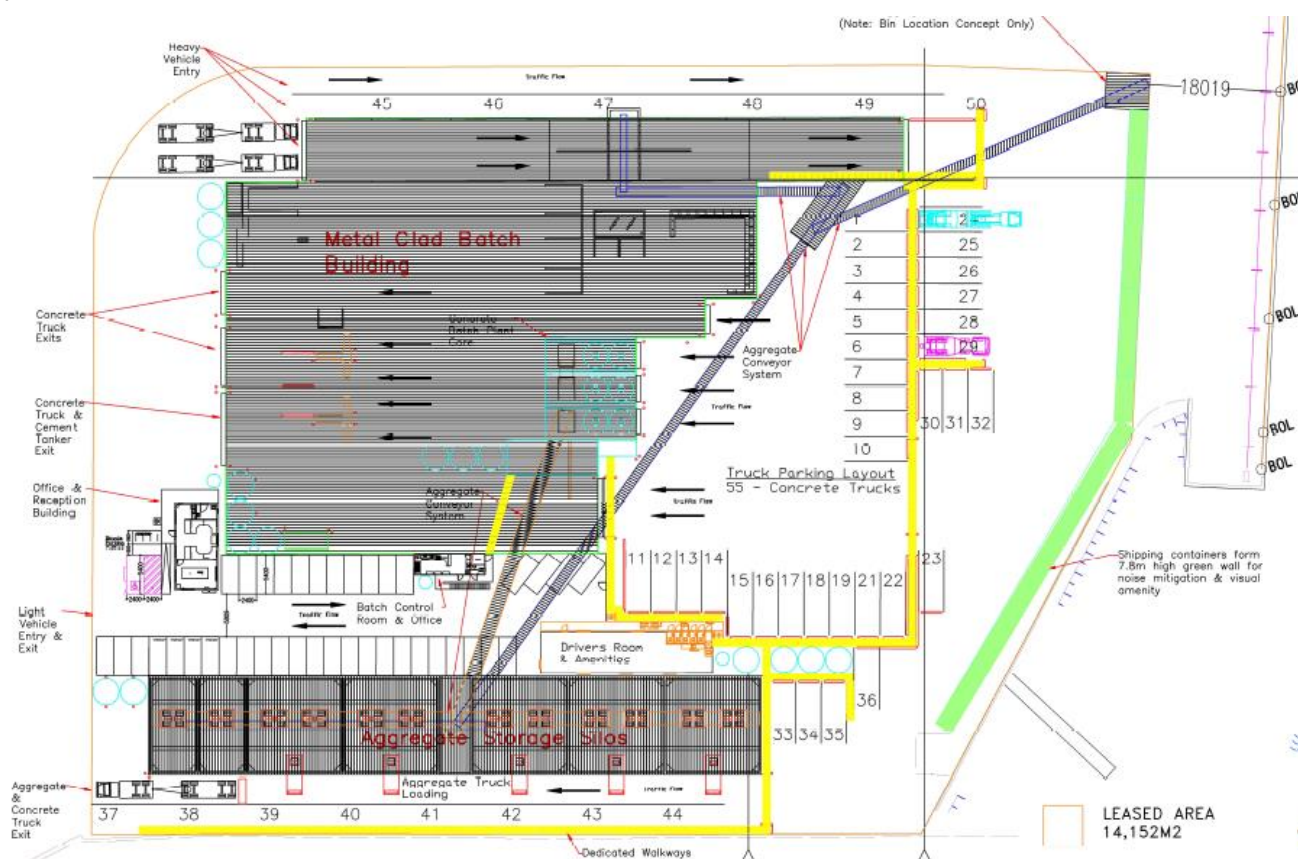 (Note: Bin Location Concept Only)
Heavy
Vehicle
Entry
Traffic Flow
45 46 47 48 49 50
18019
Metal Clad Batch
Building
1
2
3
4
5
6
7
8
9
10
25
26
27
28
29
30 31 32
Concrete
Truck
Exits
Concrete
Batch Plant
Core
Aggregate
Conveyor
System
Traffic Flow
Concrete
Truck &
Cement
Tanker
Exit
Truck Parking Layout
55 - Concrete Trucks
Office &
Reception
Building
Aggregate
Conveyor
System
Traffic Flow
11 12 13 14
15 16 17 18 19 21 22
23
Shipping containers form
7.8m high green wall for
noise mitigation & visual
amenity
Light
Vehicle
Entry &
Exit
Traffic Flow
Batch Control
Room & Office
Drivers Room
& Amenities
36
33 34 35
Aggregate Storage Silos
Aggregate
&
Concrete
Truck
Exit
Aggregate Truck
Loading
Traffic Flow
37 38 39 40 41 42 43 44
Dedicated Walkways
LEASED AREA
14,152M2
BOL
BOL
BOL